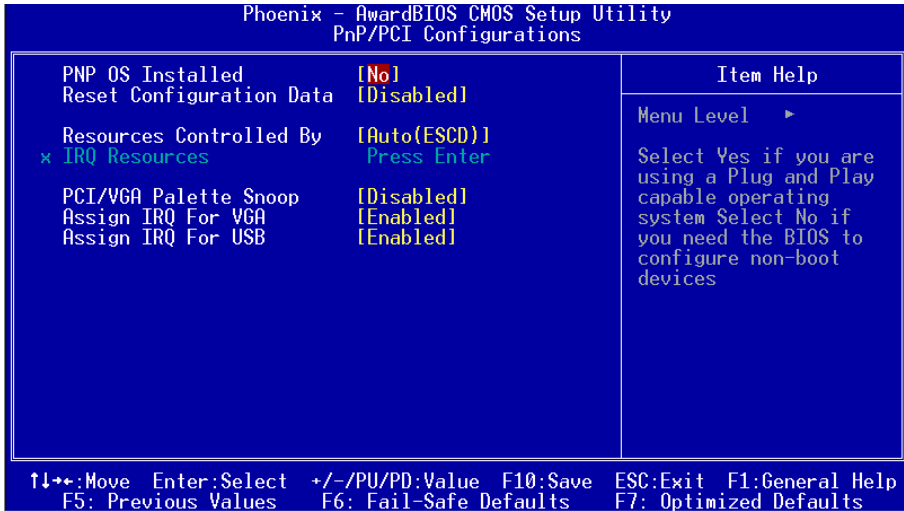 Phoenix - AwardBIOS CMOS Setup Utility
PnP/PCI Configurations
PNP OS Installed [No]
Reset Configuration Data [Disabled]
Resources Controlled By [Auto(ESCD)]
x IRQ Resources Press Enter
PCI/VGA Palette Snoop [Disabled]
Assign IRQ For VGA [Enabled]
Assign IRQ For USB [Enabled]
Item Help
Menu Level ►
Select Yes if you are
using a Plug and Play
capable operating
system Select No if
you need the BIOS to
configure non-boot
devices
↑↓→←:Move Enter:Select +/-/PU/PD:Value F10:Save ESC:Exit F1:General Help
F5: Previous Values F6: Fail-Safe Defaults F7: Optimized Defaults